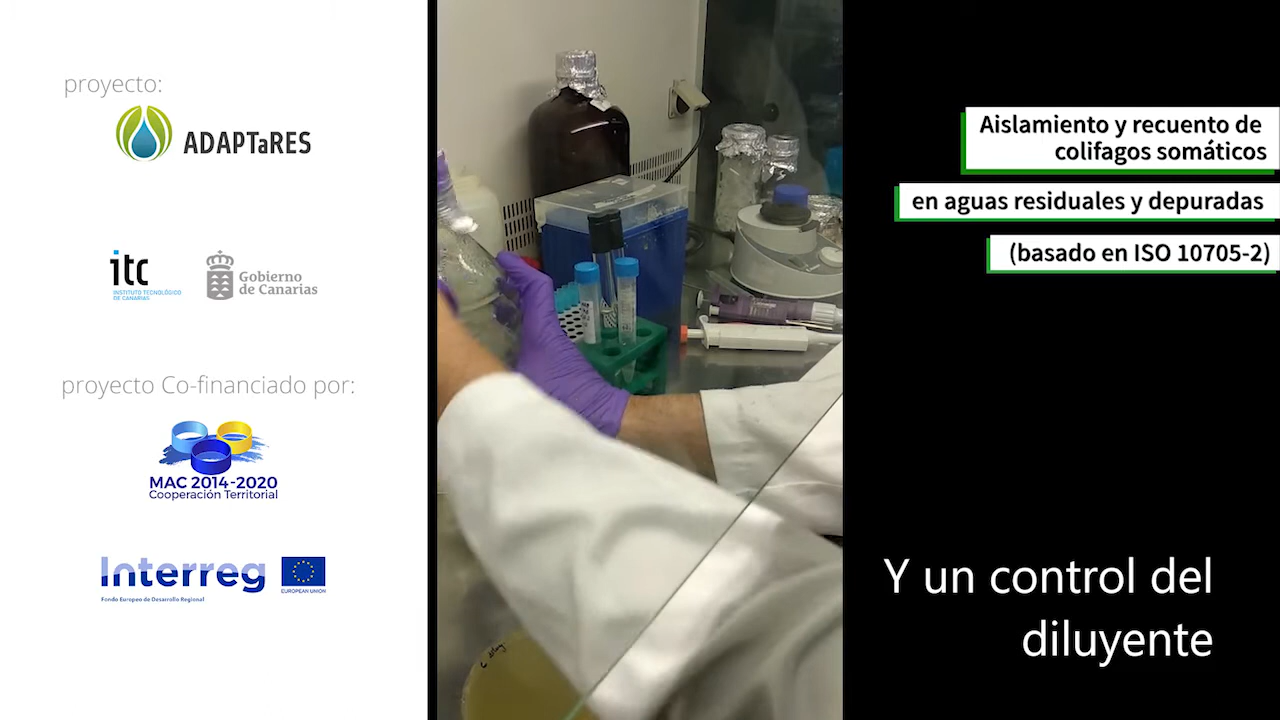 proyecto:
ADAPTaRES
itc
INSTITUTO TECNOLÓGICO
DE CANARIAS
Gobierno
de Canarias
proyecto Co-financiado por:
MAC 2014-2020
Cooperación Territorial
Interreg
EUROPEAN UNION
Fondo Europeo de Desarrollo Regional
Aislamiento y recuento de
colifagos somáticos
en aguas residuales y depuradas
(basado en ISO 10705-2)
Y un control del
diluyente